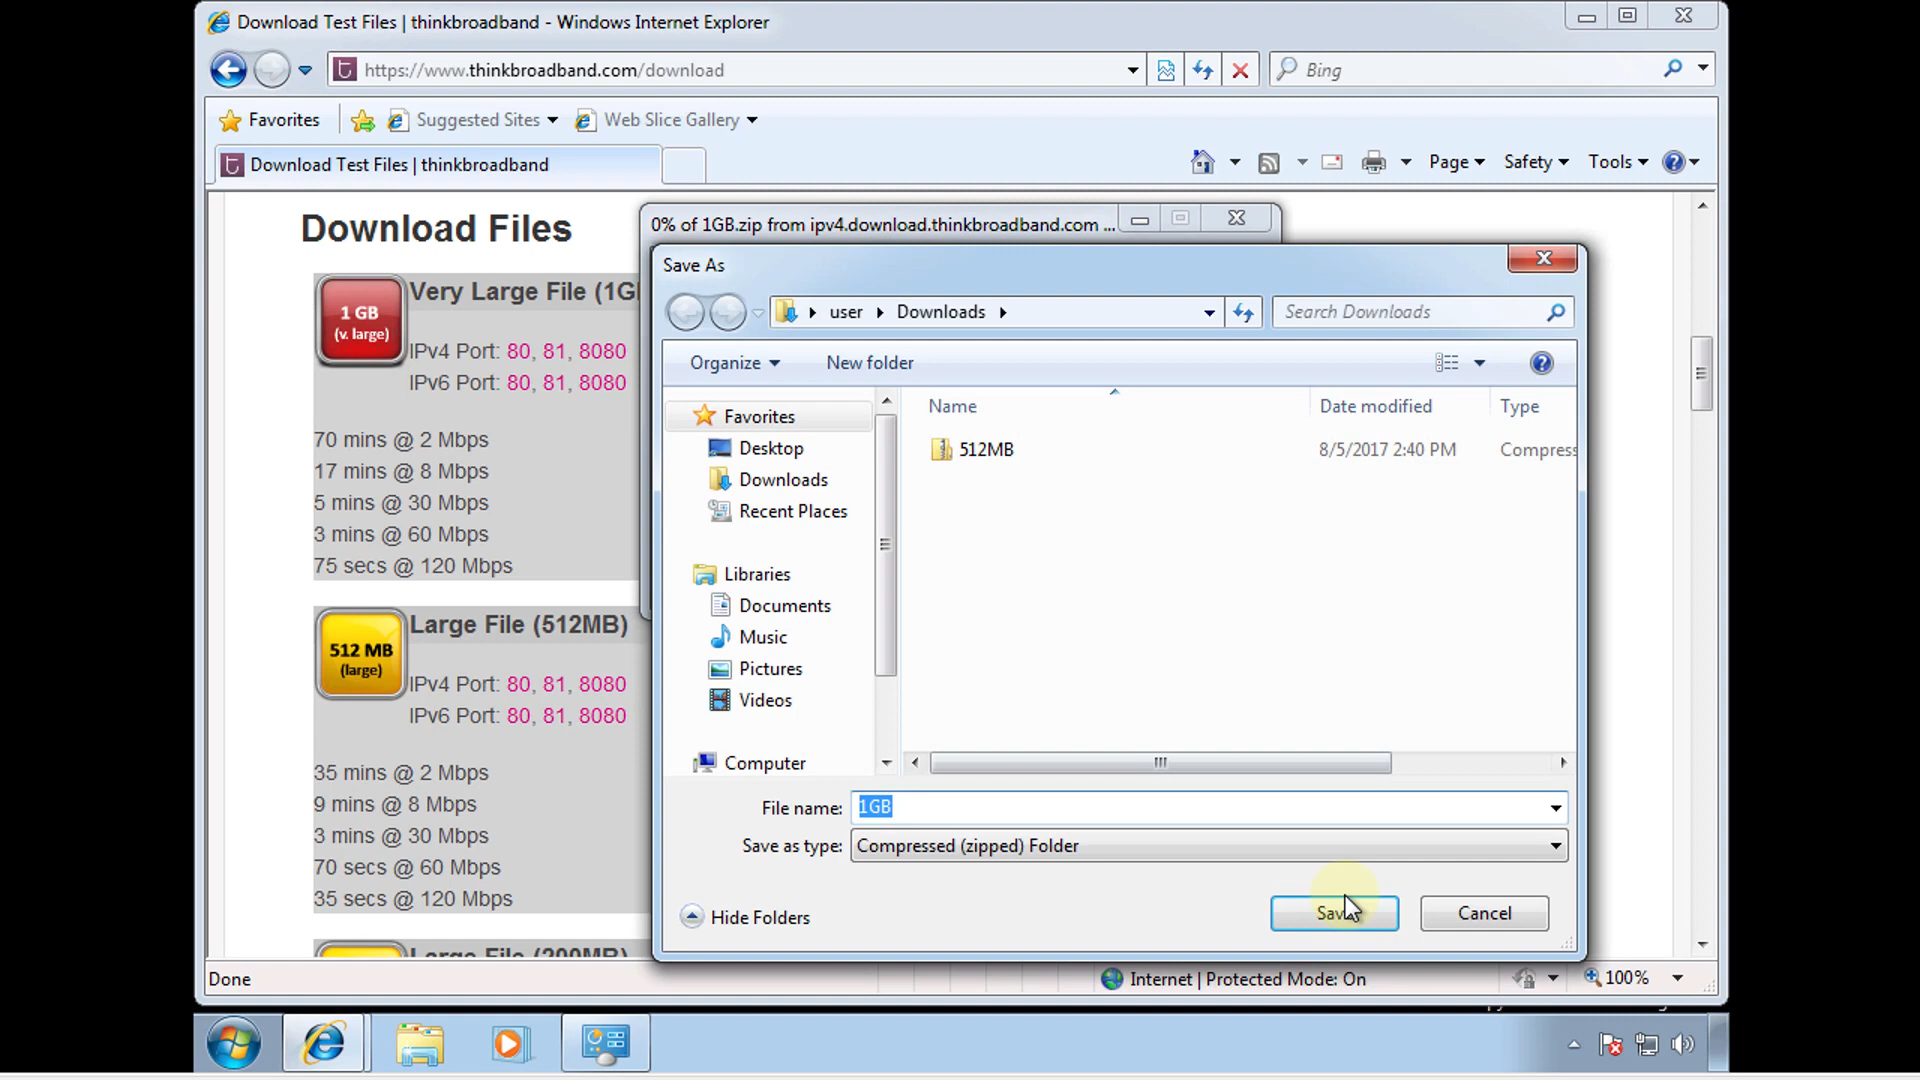 Download Test Files | thinkbroadband - Windows Internet Explorer
https://www.thinkbroadband.com/download
Bing
Favorites
Suggested Sites
Web Slice Gallery
Download Test Files | thinkbroadband
Page
Safety
Tools
Download Files
0% of 1GB.zip from ipv4.download.thinkbroadband.com ...
Save As
user
Downloads
Search Downloads
Organize
New folder
Favorites
Desktop
Downloads
Recent Places
Libraries
Documents
Music
Pictures
Videos
Computer
Name
Date modified
Type
512MB
8/5/2017 2:40 PM
Compress
File name:
1GB
Save as type:
Compressed (zipped) Folder
Hide Folders
Save
Cancel
1 GB
(v. large)
Very Large File (1G
IPv4 Port: 80, 81, 8080
IPv6 Port: 80, 81, 8080
70 mins @ 2 Mbps
17 mins @ 8 Mbps
5 mins @ 30 Mbps
3 mins @ 60 Mbps
75 secs @ 120 Mbps
512 MB
(large)
Large File (512MB)
IPv4 Port: 80, 81, 8080
IPv6 Port: 80, 81, 8080
35 mins @ 2 Mbps
9 mins @ 8 Mbps
3 mins @ 30 Mbps
70 secs @ 60 Mbps
35 secs @ 120 Mbps
Large File (200MB)
Done
Internet | Protected Mode: On
100%